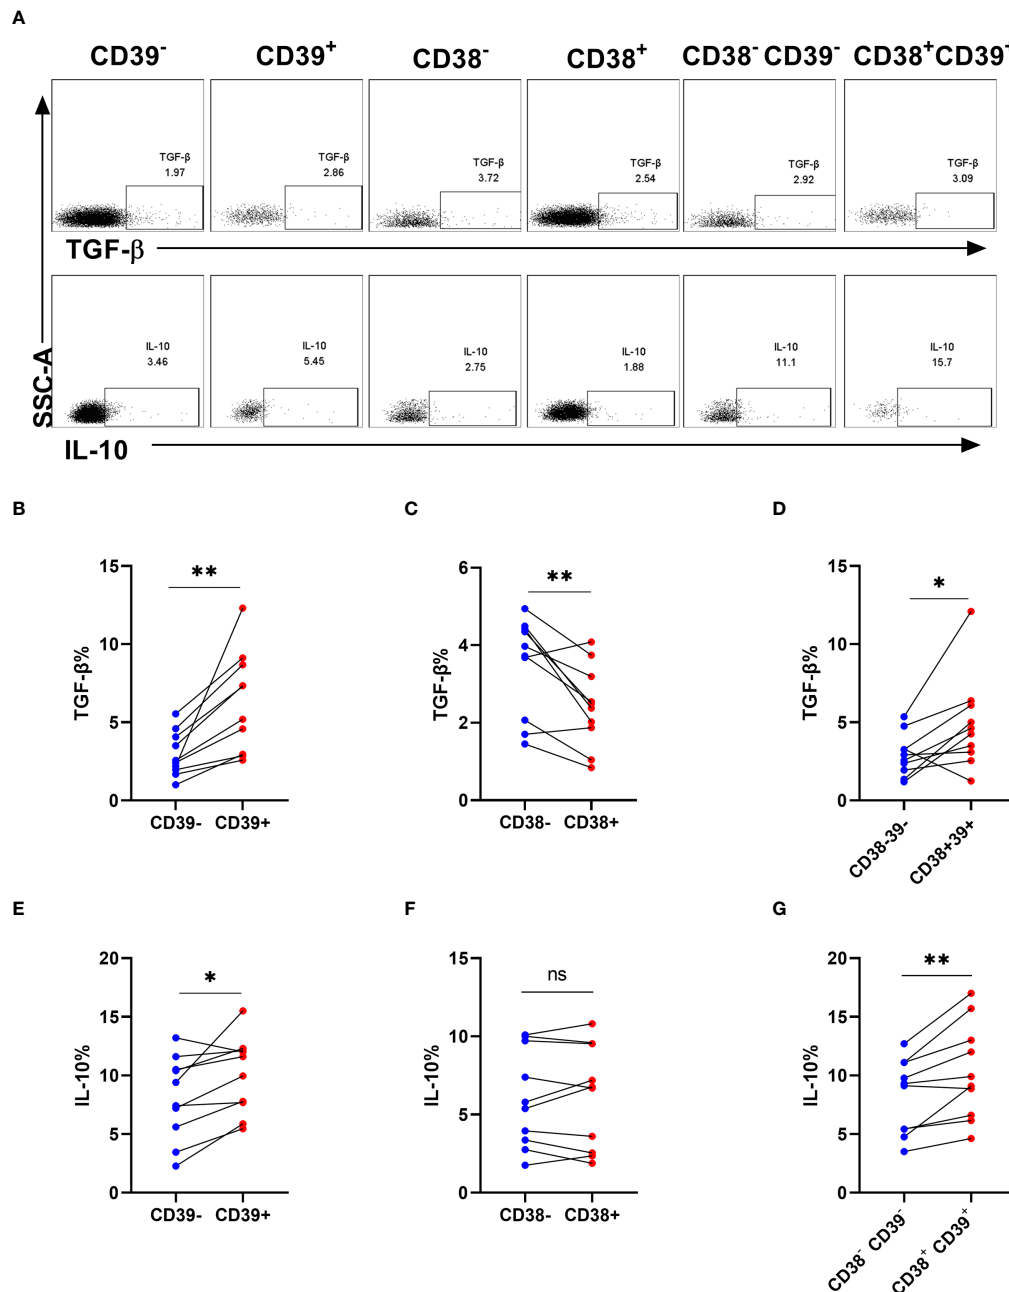 A
CD39⁻ CD39⁺ CD38⁻ CD38⁺ CD38⁻ CD39⁻ CD38⁺CD39⁺
TGF-β 1.97
TGF-β 2.86
TGF-β 3.72
TGF-β 2.54
TGF-β 2.92
TGF-β 3.09
TGF-β
SSC-A
IL-10 3.46
IL-10 5.45
IL-10 2.75
IL-10 1.88
IL-10 11.1
IL-10 15.7
IL-10
B
TGF-β%
15
10
5
0
**
CD39- CD39+
C
TGF-β%
6
4
2
0
**
CD38- CD38+
D
TGF-β%
15
10
5
0
*
CD38-39- CD38+39+
E
IL-10%
20
15
10
5
0
*
CD39- CD39+
F
IL-10%
15
10
5
0
ns
CD38- CD38+
G
IL-10%
20
15
10
5
0
**
CD38⁻ CD39⁻ CD38⁺ CD39⁺